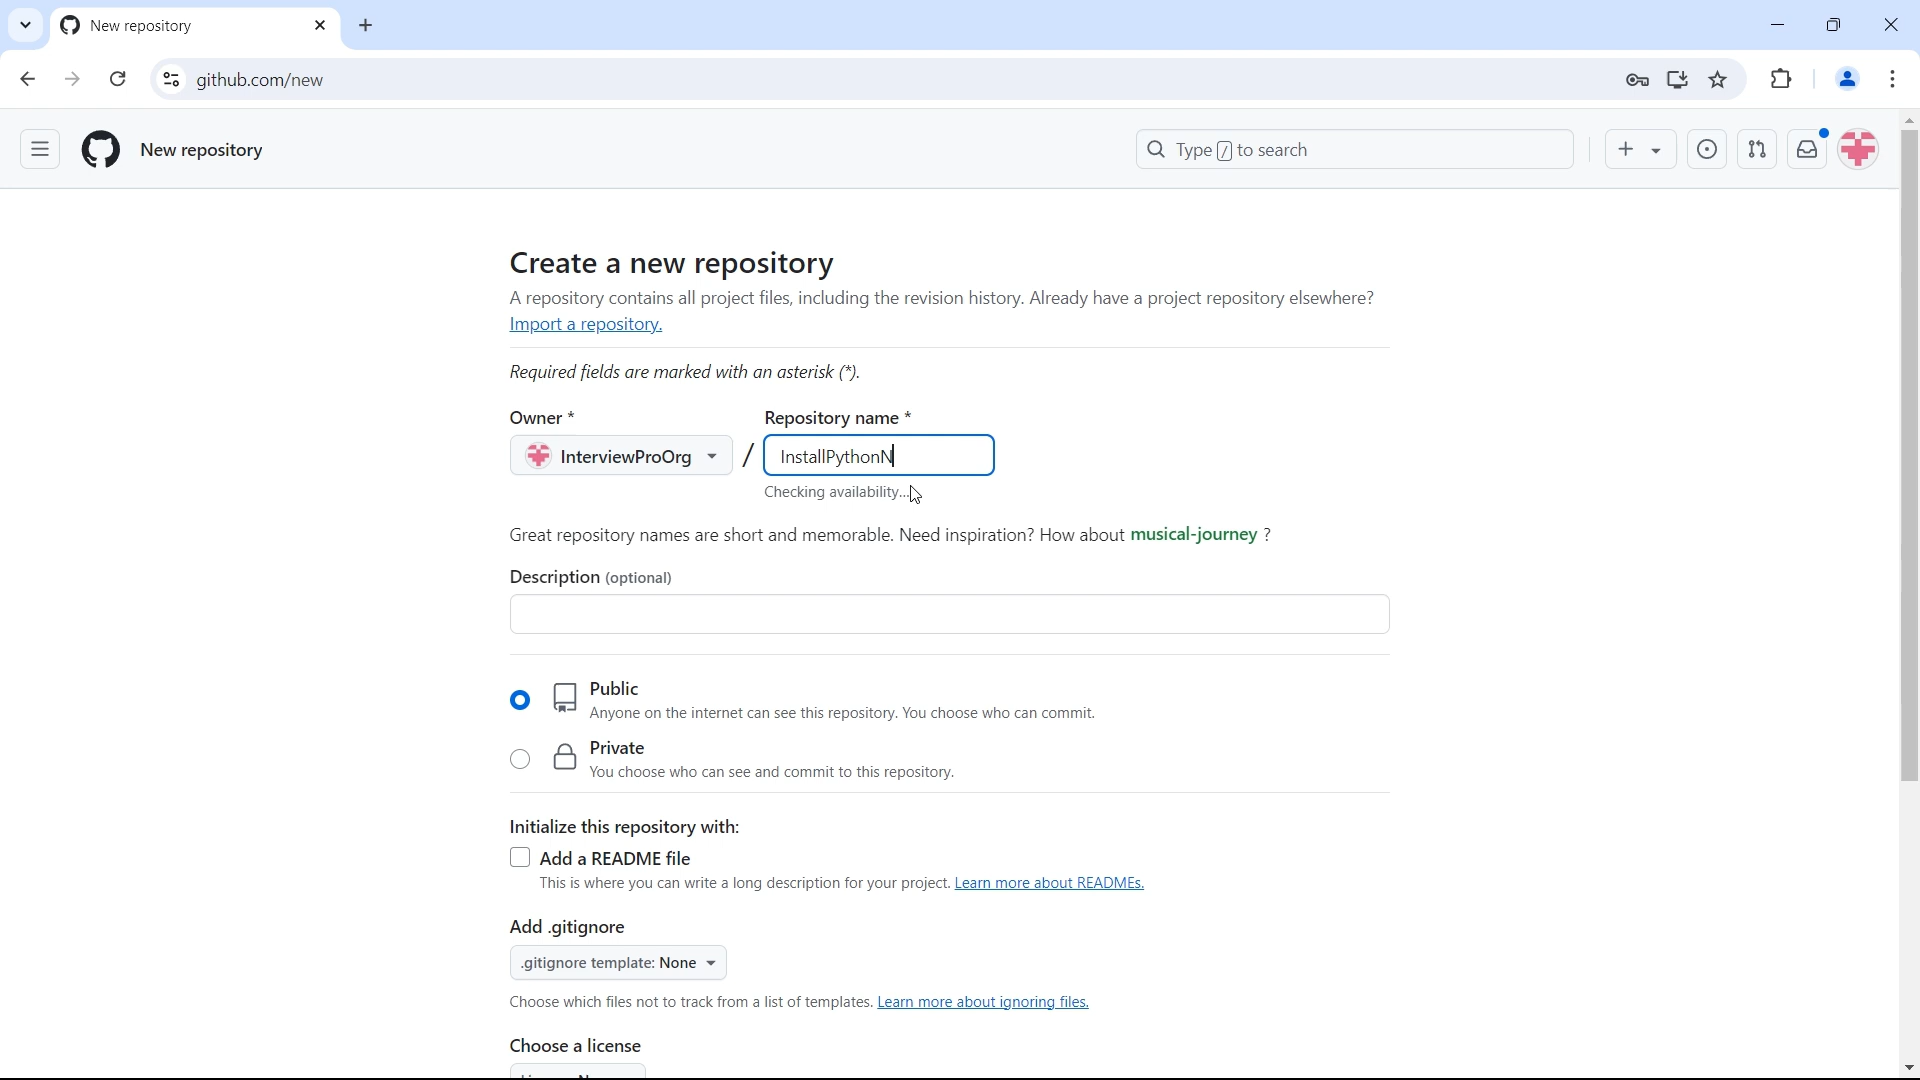 New repository
github.com/new
New repository
Type / to search
Create a new repository
A repository contains all project files, including the revision history. Already have a project repository elsewhere?
Import a repository.
Required fields are marked with an asterisk (*).
Owner * Repository name *
InterviewProOrg / InstallPythonN
Checking availability...
Great repository names are short and memorable. Need inspiration? How about musical-journey ?
Description (optional)
Public
Anyone on the internet can see this repository. You choose who can commit.
Private
You choose who can see and commit to this repository.
Initialize this repository with:
Add a README file
This is where you can write a long description for your project. Learn more about READMEs.
Add .gitignore
.gitignore template: None
Choose which files not to track from a list of templates. Learn more about ignoring files.
Choose a license